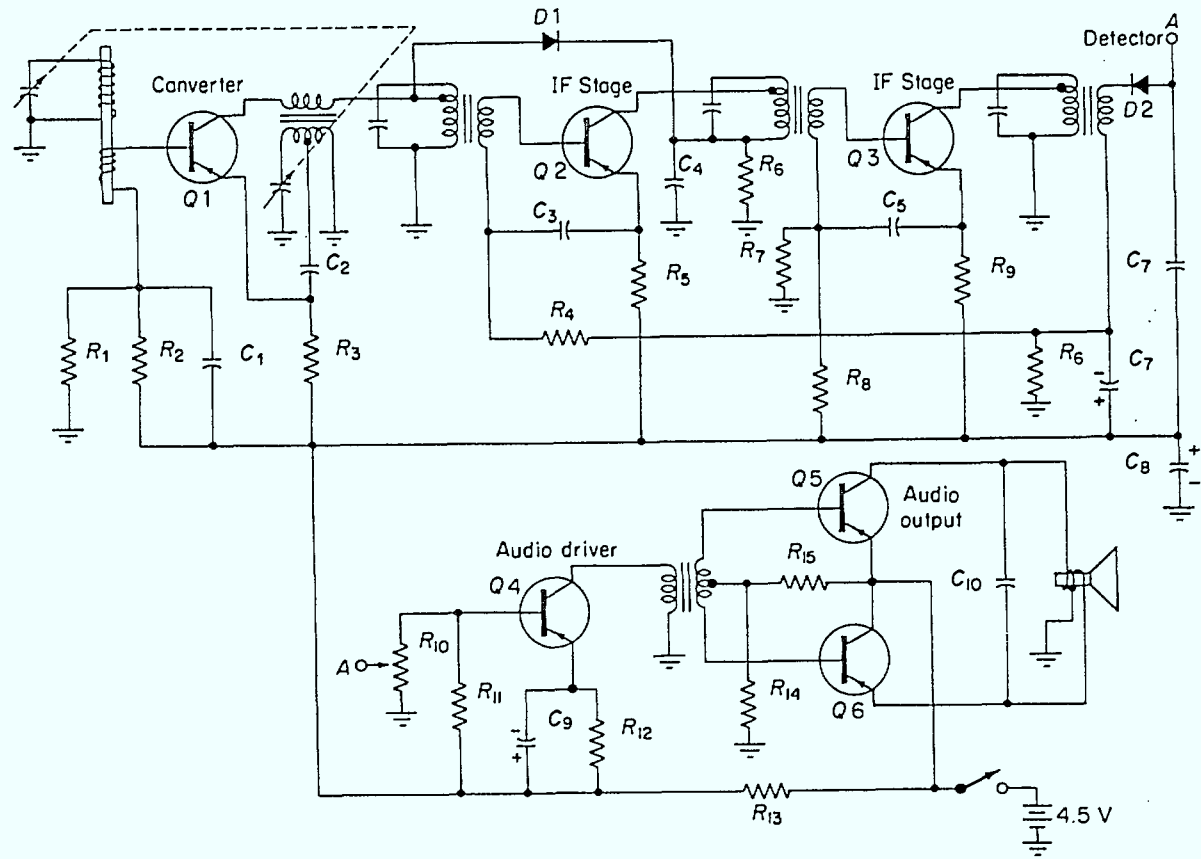 D1
A
Detector
Converter
IF Stage
IF Stage
D2
Q1
Q2
C4
R6
Q3
C3
C5
C2
R5
R7
R9
C7
R4
R1
R2
C1
R3
R8
R6
C7
-
+
C8
+
-
Q5
Audio
output
Audio driver
R15
Q4
C10
R10
A
R11
C9
-
+
R12
R14
Q6
R13
4.5 V